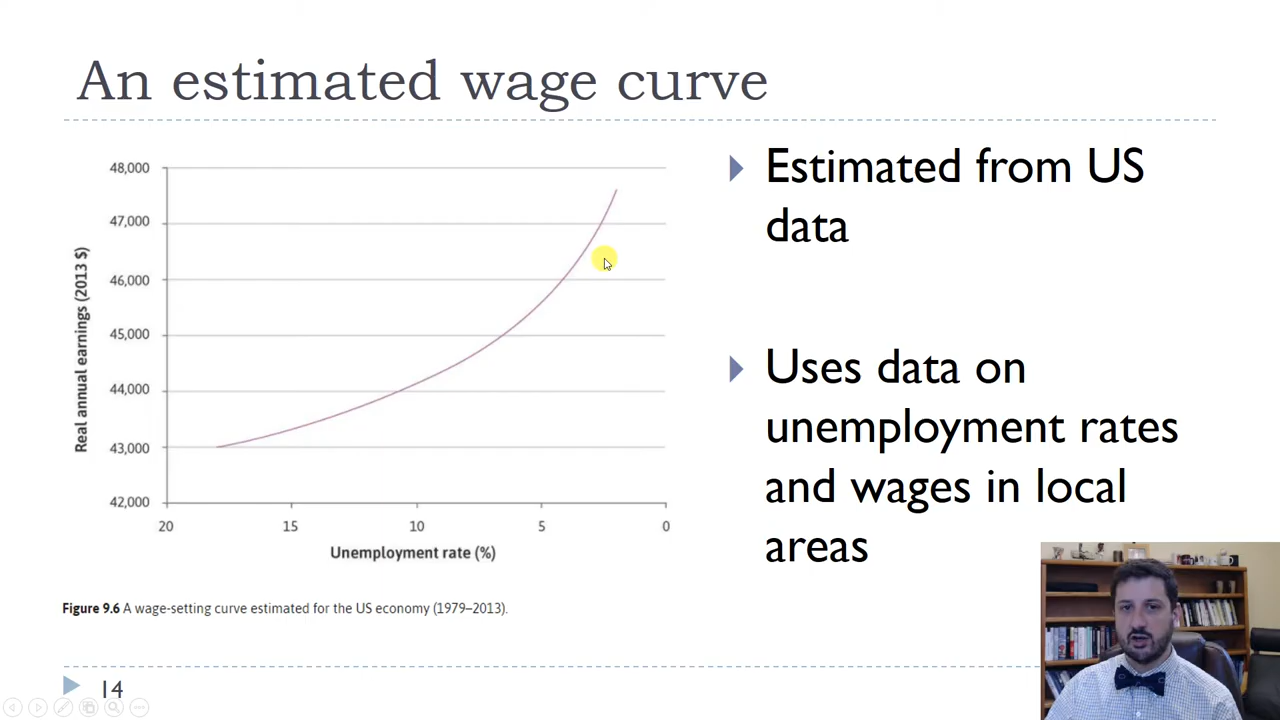 An estimated wage curve
48,000
47,000
46,000
45,000
44,000
43,000
42,000
Real annual earnings (2013 $)
20 15 10 5 0
Unemployment rate (%)
Figure 9.6 A wage-setting curve estimated for the US economy (1979–2013).
Estimated from US
data
Uses data on
unemployment rates
and wages in local
areas
14